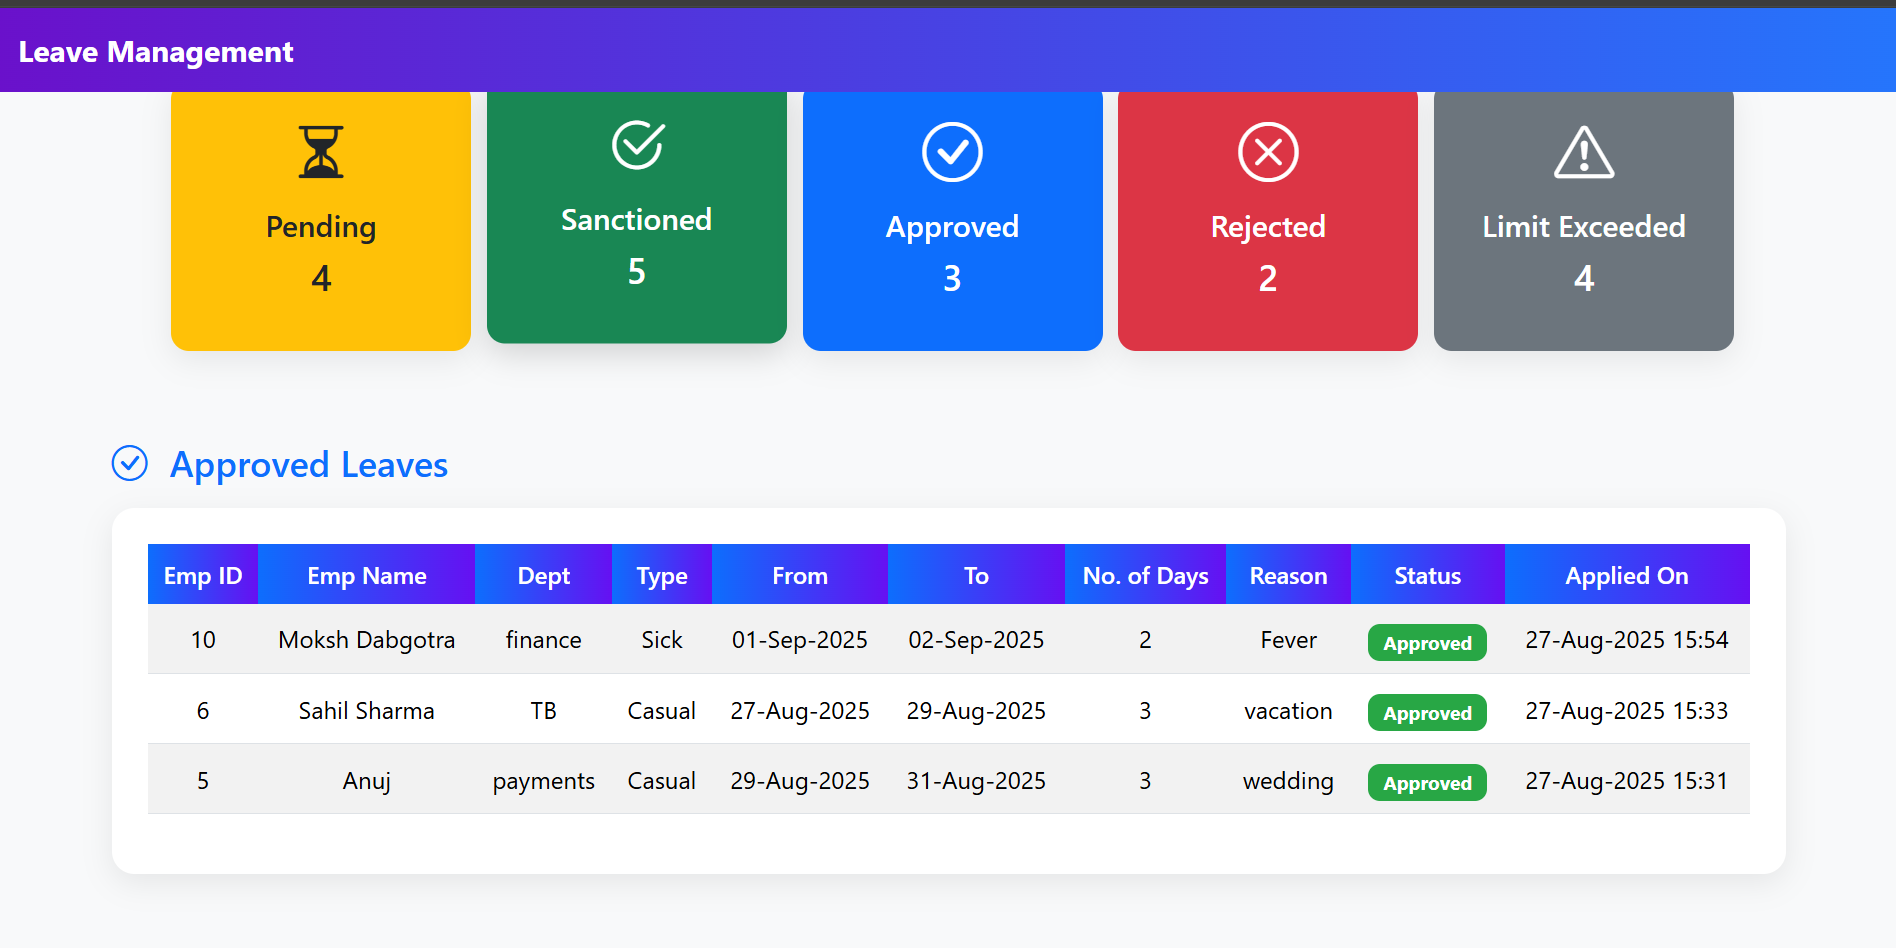 Leave Management
Pending Sanctioned Approved Rejected Limit Exceeded
4 5 3 2 4
Approved Leaves
Emp ID Emp Name Dept Type From To No. of Days Reason Status Applied On
10 Moksh Dabgotra finance Sick 01-Sep-2025 02-Sep-2025 2 Fever Approved 27-Aug-2025 15:54
6 Sahil Sharma TB Casual 27-Aug-2025 29-Aug-2025 3 vacation Approved 27-Aug-2025 15:33
5 Anuj payments Casual 29-Aug-2025 31-Aug-2025 3 wedding Approved 27-Aug-2025 15:31